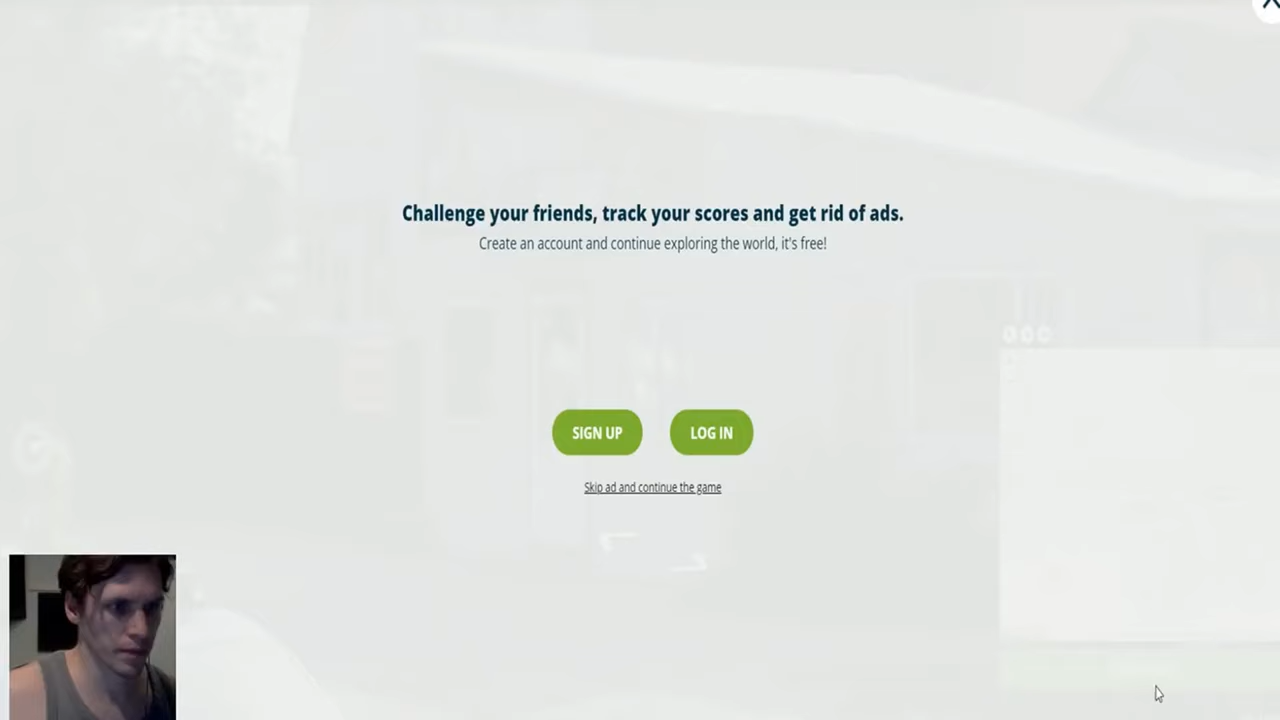 Challenge your friends, track your scores and get rid of ads.
Create an account and continue exploring the world, it's free!
SIGN UP
LOG IN
Skip ad and continue the game